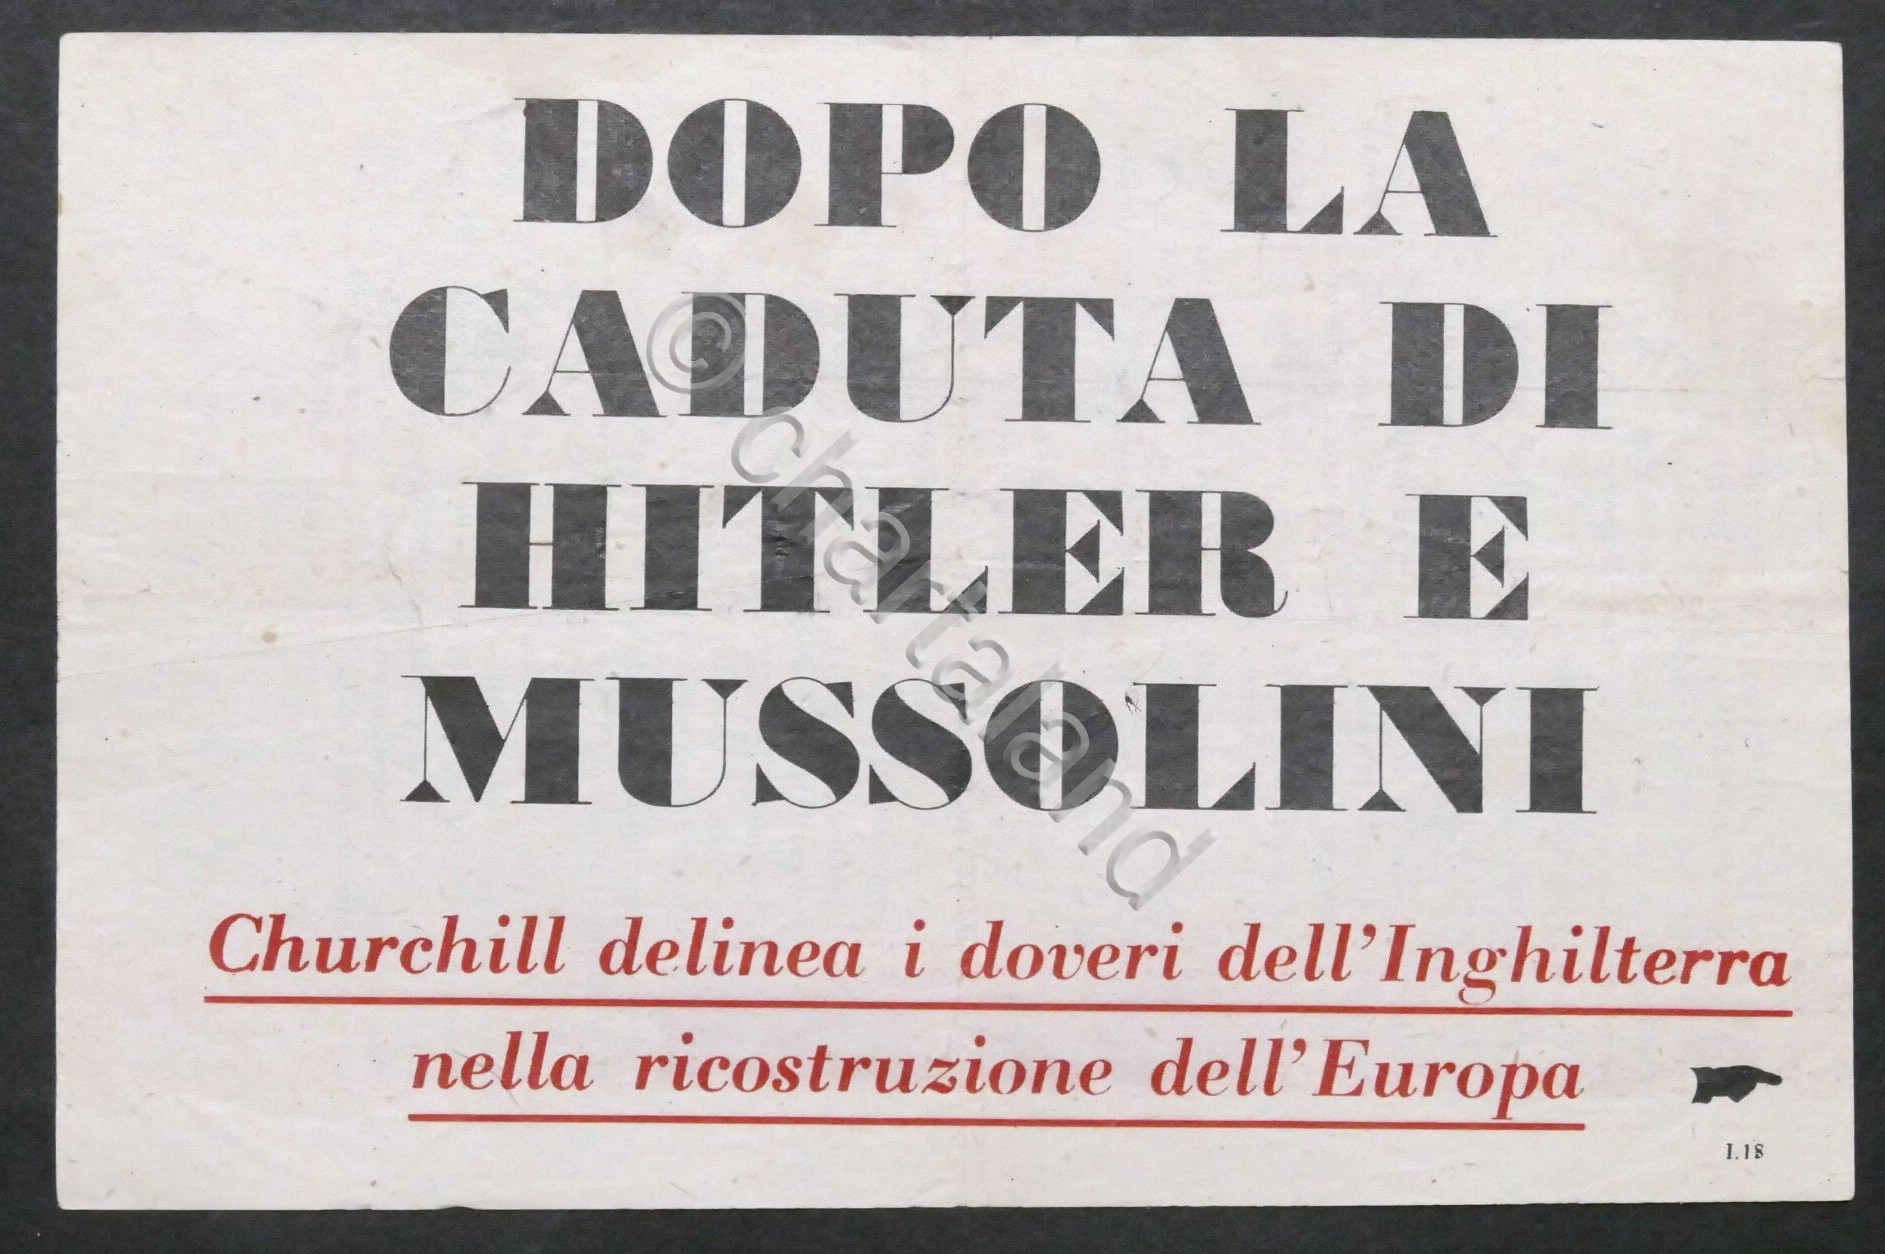 DOPO LA
CADUTA DI
HITLER E
MUSSOLINI
Churchill delinea i doveri dell'Inghilterra
nella ricostruzione dell'Europa
I.18
© chartaland